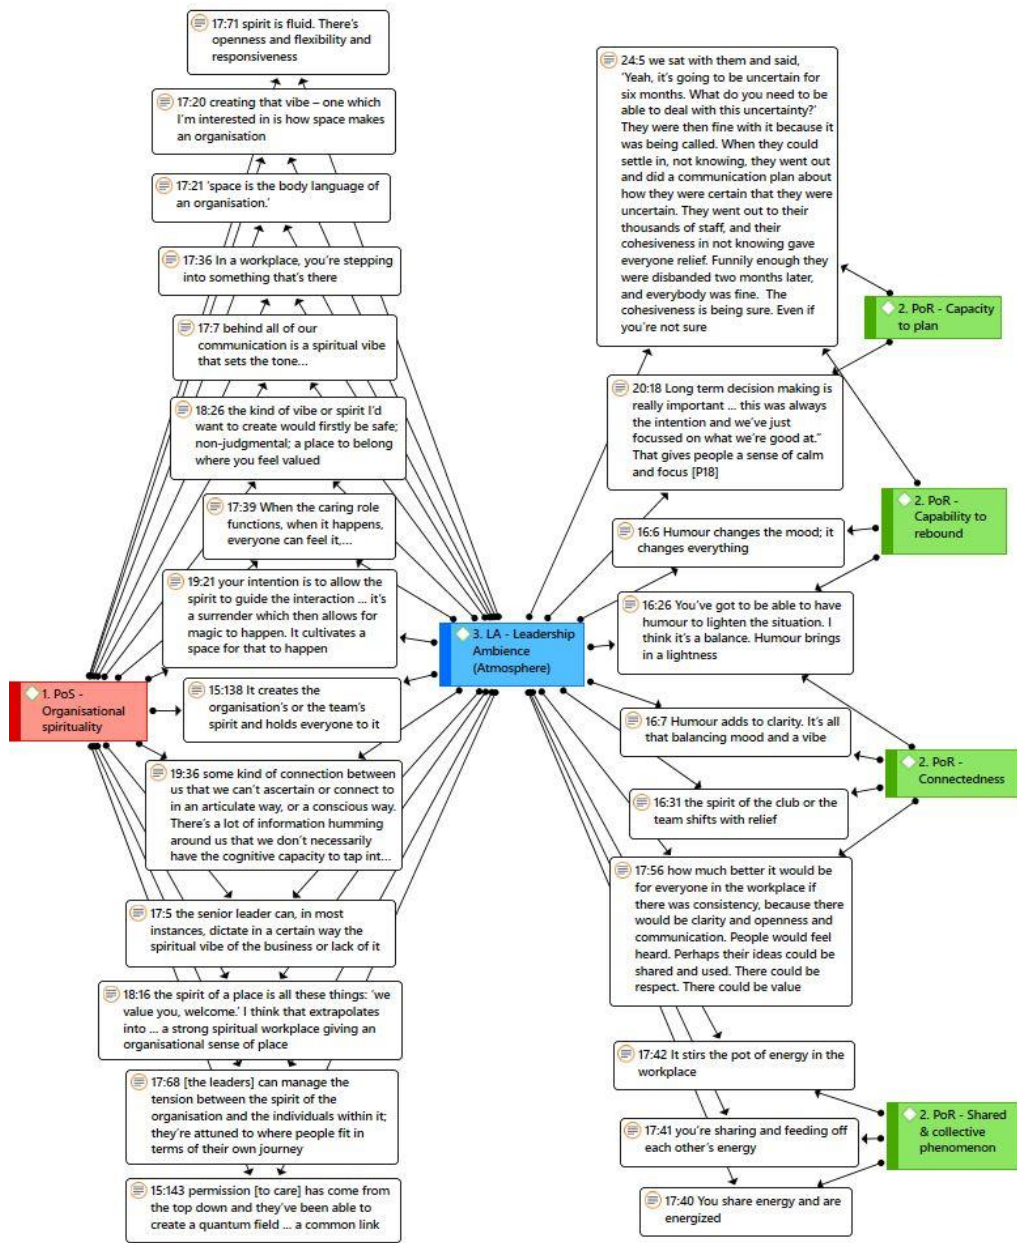 17:71 spirit is fluid. There's
openness and flexibility and
responsiveness
17:20 creating that vibe – one which
I'm interested in is how space makes
an organisation
17:21 'space is the body language of
an organisation.'
17:36 In a workplace, you're stepping
into something that's there
17:7 behind all of our
communication is a spiritual vibe
that sets the tone...
18:26 the kind of vibe or spirit I'd
want to create would firstly be safe;
non-judgmental; a place to belong
where you feel valued
17:39 When the caring role
functions, when it happens,
everyone can feel it,...
19:21 your intention is to allow the
spirit to guide the interaction ... it's
a surrender which then allows for
magic to happen. It cultivates a
space for that to happen
1. PoS -
Organisational
spirituality
15:138 It creates the
organisation's or the team's
spirit and holds everyone to it
19:36 some kind of connection between
us that we can't ascertain or connect to
in an articulate way, or a conscious way.
There's a lot of information humming
around us that we don't necessarily
have the cognitive capacity to tap int...
17:5 the senior leader can, in most
instances, dictate in a certain way the
spiritual vibe of the business or lack of it
18:16 the spirit of a place is all these things: 'we
value you, welcome.' I think that extrapolates
into ... a strong spiritual workplace giving an
organisational sense of place
17:68 [the leaders] can manage the
tension between the spirit of the
organisation and the individuals within it;
they're attuned to where people fit in
terms of their own journey
15:143 permission [to care] has come from
the top down and they've been able to
create a quantum field ... a common link
3. LA - Leadership
Ambience
(Atmosphere)
24:5 we sat with them and said,
'Yeah, it's going to be uncertain for
six months. What do you need to be
able to deal with this uncertainty?'
They were then fine with it because it
was being called. When they could
settle in, not knowing, they went out
and did a communication plan about
how they were certain that they were
uncertain. They went out to their
thousands of staff, and their
cohesiveness in not knowing gave
everyone relief. Funnily enough they
were disbanded two months later,
and everybody was fine. The
cohesiveness is being sure. Even if
you're not sure
2. PoR - Capacity
to plan
20:18 Long term decision making is
really important ... this was always
the intention and we've just
focussed on what we're good at."
That gives people a sense of calm
and focus [P18]
2. PoR -
Capability to
rebound
16:6 Humour changes the mood; it
changes everything
16:26 You've got to be able to have
humour to lighten the situation. I
think it's a balance. Humour brings
in a lightness
16:7 Humour adds to clarity. It's all
that balancing mood and a vibe
2. PoR -
Connectedness
16:31 the spirit of the club or the
team shifts with relief
17:56 how much better it would be
for everyone in the workplace if
there was consistency, because there
would be clarity and openness and
communication. People would feel
heard. Perhaps their ideas could be
shared and used. There could be
respect. There could be value
17:42 It stirs the pot of energy in the
workplace
17:41 you're sharing and feeding off
each other's energy
2. PoR - Shared
& collective
phenomenon
17:40 You share energy and are
energized